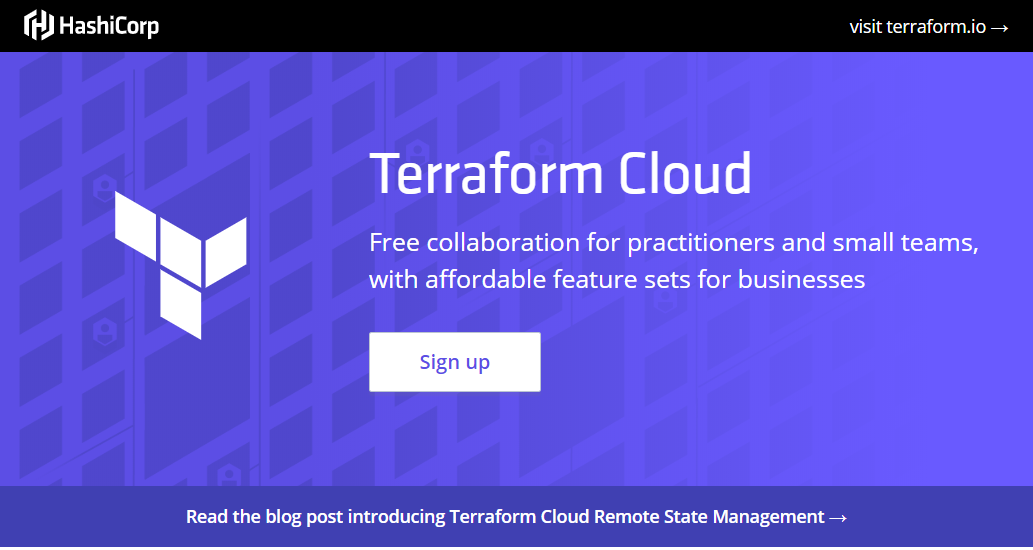 HashiCorp
visit terraform.io →
Terraform Cloud
Free collaboration for practitioners and small teams,
with affordable feature sets for businesses
Sign up
Read the blog post introducing Terraform Cloud Remote State Management →